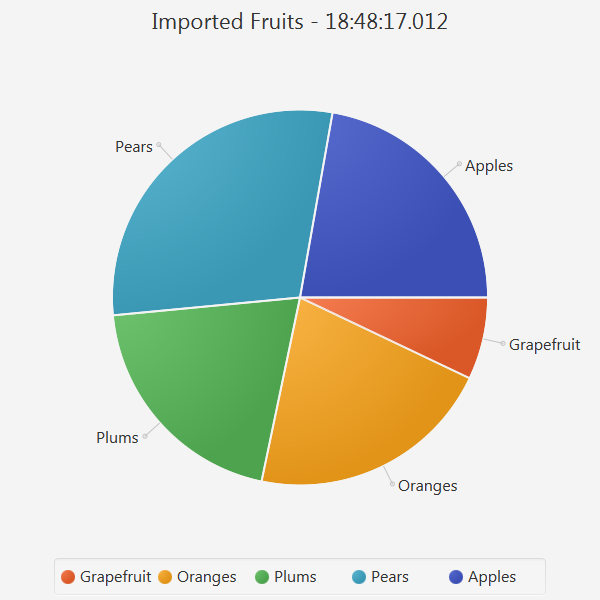 Imported Fruits - 18:48:17.012
Pears
Apples
Grapefruit
Plums
Oranges
Grapefruit Oranges Plums Pears Apples